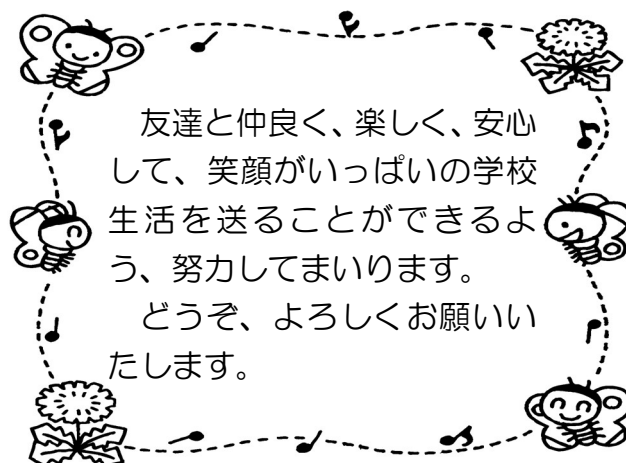 友達と仲良く、楽しく、安心
して、笑顔がいっぱいの学校
生活を送ることができるよ
う、努力してまいります。
　どうぞ、よろしくお願いい
たします。